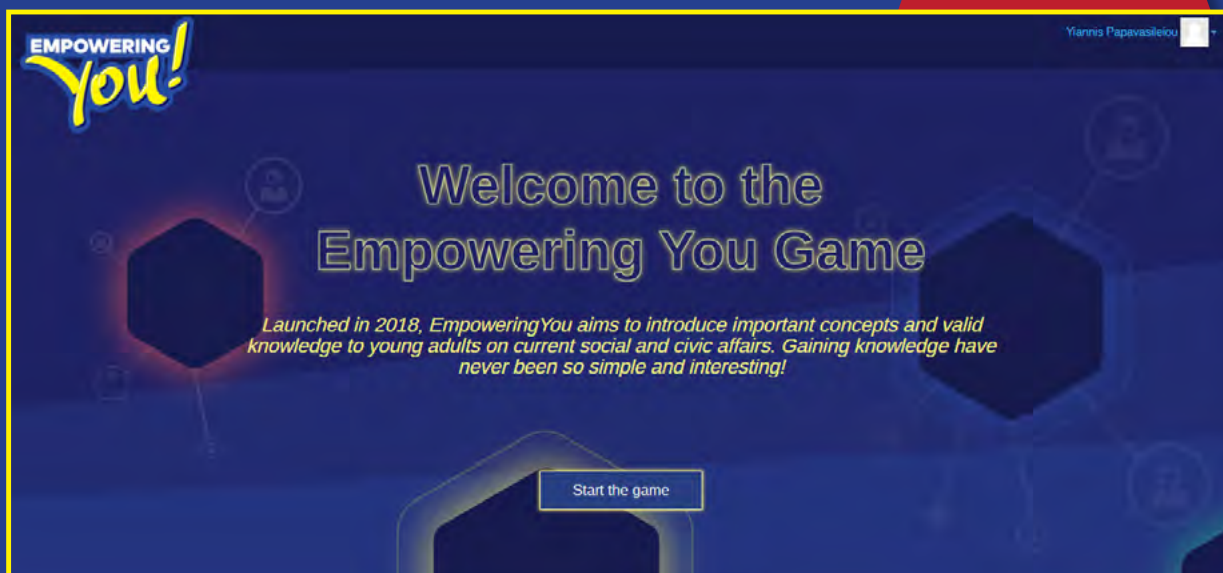 EMPOWERING
You!
Yiannis Papavasileiou
Welcome to the
Empowering You Game
Launched in 2018, EmpoweringYou aims to introduce important concepts and valid
knowledge to young adults on current social and civic affairs. Gaining knowledge have
never been so simple and interesting!
Start the game